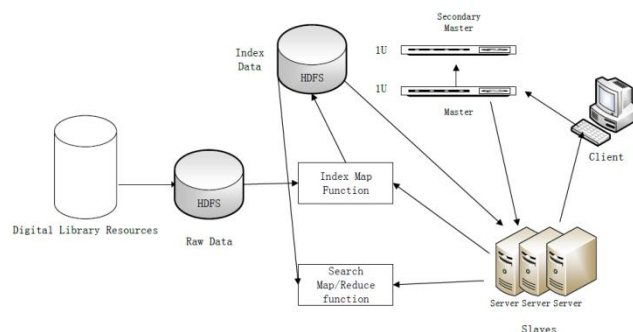 Secondary
Master
Index
Data
1U
HDFS
1U
Master
Client
Index Map
Function
HDFS
Digital Library Resources
Raw Data
Search
Map/Reduce
function
Server Server Server
Slaves